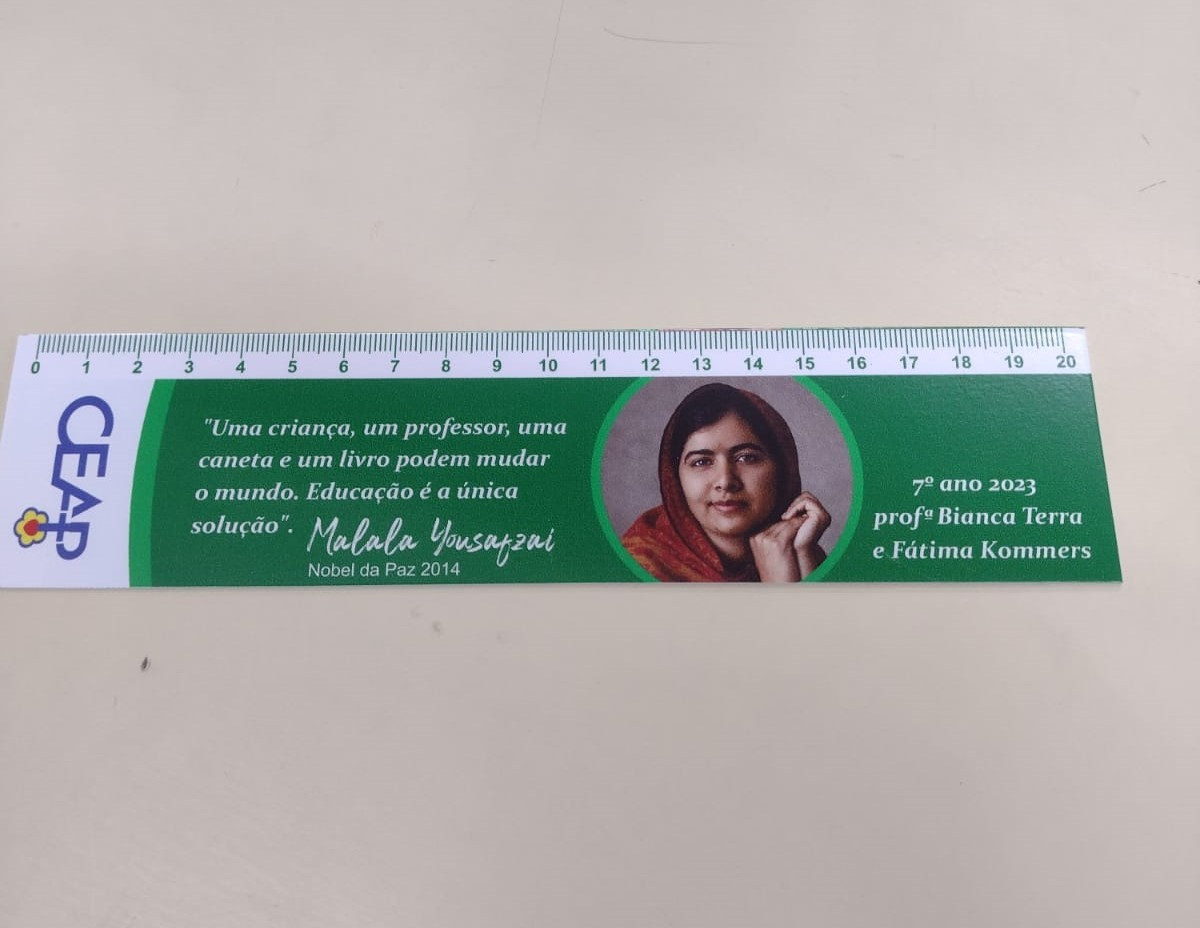 0 1 2 3 4 5 6 7 8 9 10 11 12 13 14 15 16 17 18 19 20
CEAP
"Uma criança, um professor, uma
caneta e um livro podem mudar
o mundo. Educação é a única
solução".
Malala Yousafzai
Nobel da Paz 2014
7º ano 2023
profª Bianca Terra
e Fátima Kommers